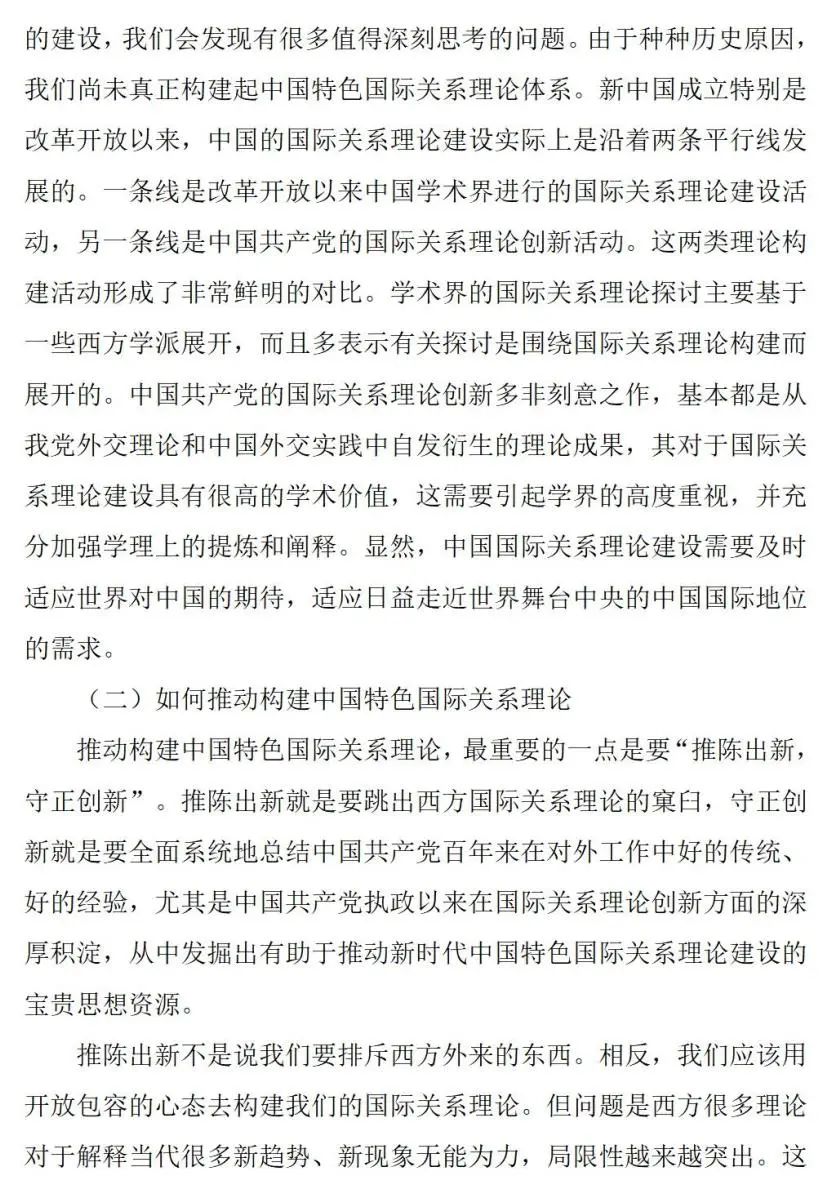 的建设，我们会发现有很多值得深刻思考的问题。由于种种历史原因，
我们尚未真正构建起中国特色国际关系理论体系。新中国成立特别是
改革开放以来，中国的国际关系理论建设实际上是沿着两条平行线发
展的。一条线是改革开放以来中国学术界进行的国际关系理论建设活
动，另一条线是中国共产党的国际关系理论创新活动。这两类理论构
建活动形成了非常鲜明的对比。学术界的国际关系理论探讨主要基于
一些西方学派展开，而且多表示有关探讨是围绕国际关系理论构建而
展开的。中国共产党的国际关系理论创新多非刻意之作，基本都是从
我党外交理论和中国外交实践中自发衍生的理论成果，其对于国际关
系理论建设具有很高的学术价值，这需要引起学界的高度重视，并充
分加强学理上的提炼和阐释。显然，中国国际关系理论建设需要及时
适应世界对中国的期待，适应日益走近世界舞台中央的中国国际地位
的需求。
（二）如何推动构建中国特色国际关系理论
推动构建中国特色国际关系理论，最重要的一点是要“推陈出新，
守正创新”。推陈出新就是要跳出西方国际关系理论的窠臼，守正创
新就是要全面系统地总结中国共产党百年来在对外工作中好的传统、
好的经验，尤其是中国共产党执政以来在国际关系理论创新方面的深
厚积淀，从中发掘出有助于推动新时代中国特色国际关系理论建设的
宝贵思想资源。
推陈出新不是说我们要排斥西方外来的东西。相反，我们应该用
开放包容的心态去构建我们的国际关系理论。但问题是西方很多理论
对于解释当代很多新趋势、新现象无能为力，局限性越来越突出。这